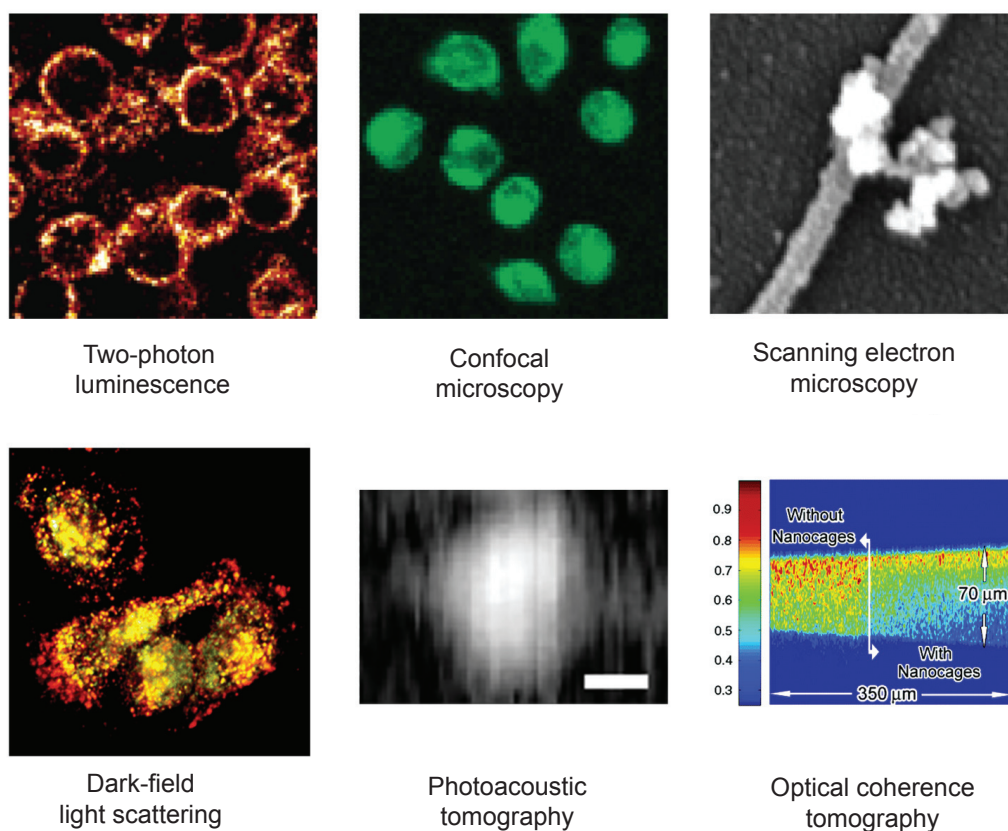 Two-photon
luminescence
Confocal
microscopy
Scanning electron
microscopy
Dark-field
light scattering
Photoacoustic
tomography
0.9
0.8
0.7
0.6
0.5
0.4
0.3
Without
Nanocages
70 μm
With
Nanocages
350 μm
Optical coherence
tomography